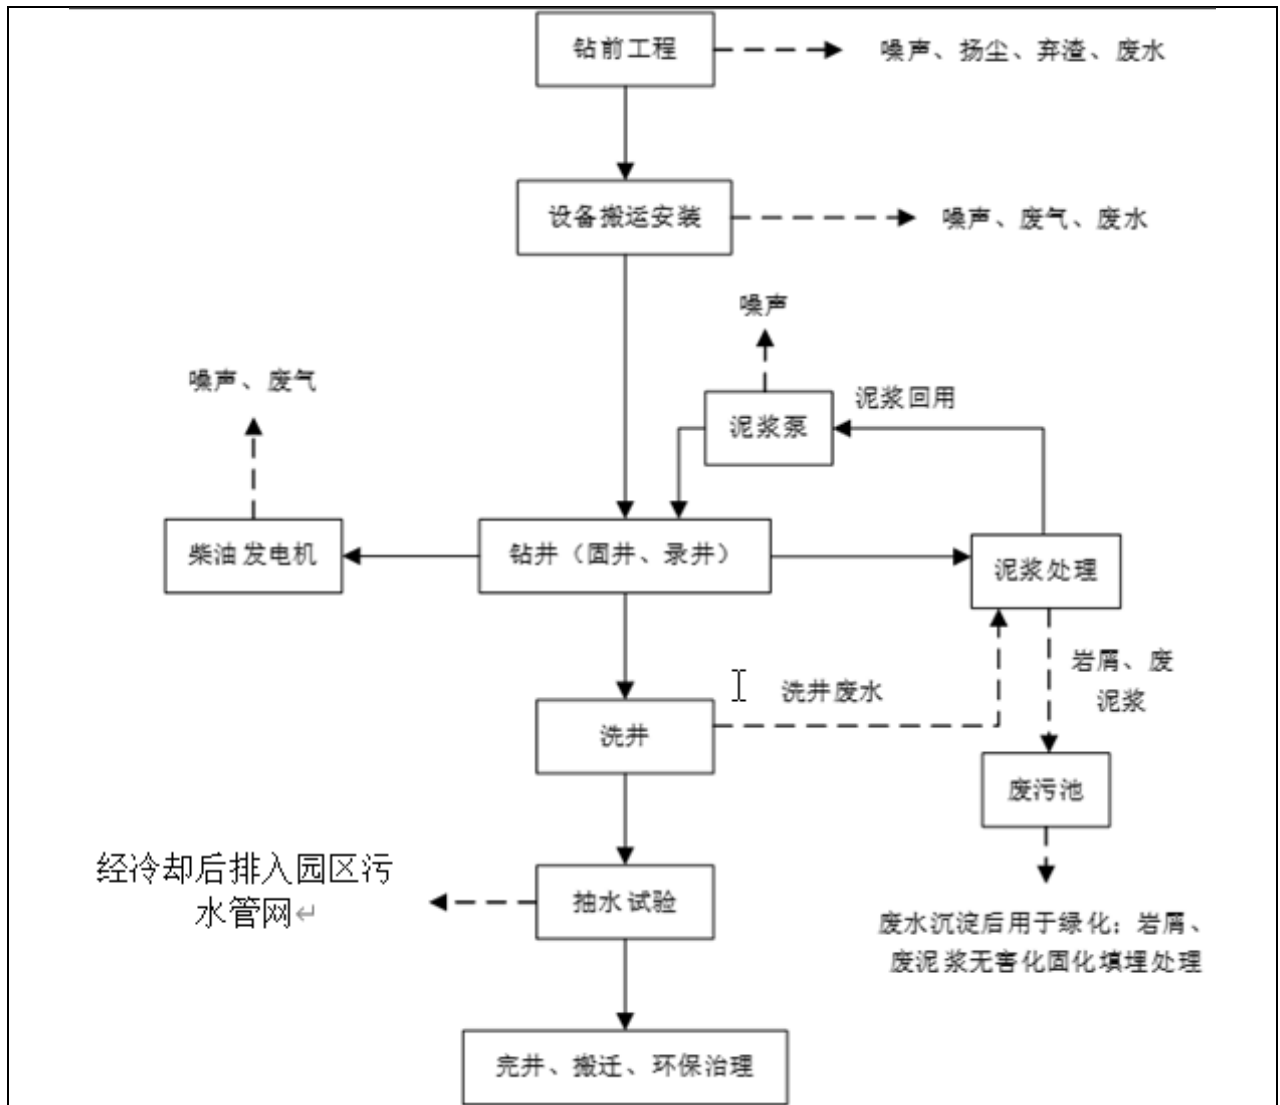 钻前工程
噪声、扬尘、弃渣、废水
设备搬运安装
噪声、废气、废水
噪声
噪声、废气
泥浆泵
泥浆回用
柴油发电机
钻井（固井、录井）
泥浆处理
岩屑、废
泥浆
洗井废水
洗井
废污池
经冷却后排入园区污
水管网↵
抽水试验
废水沉淀后用于绿化；岩屑、
废泥浆无害化固化填埋处理
完井、搬迁、环保治理